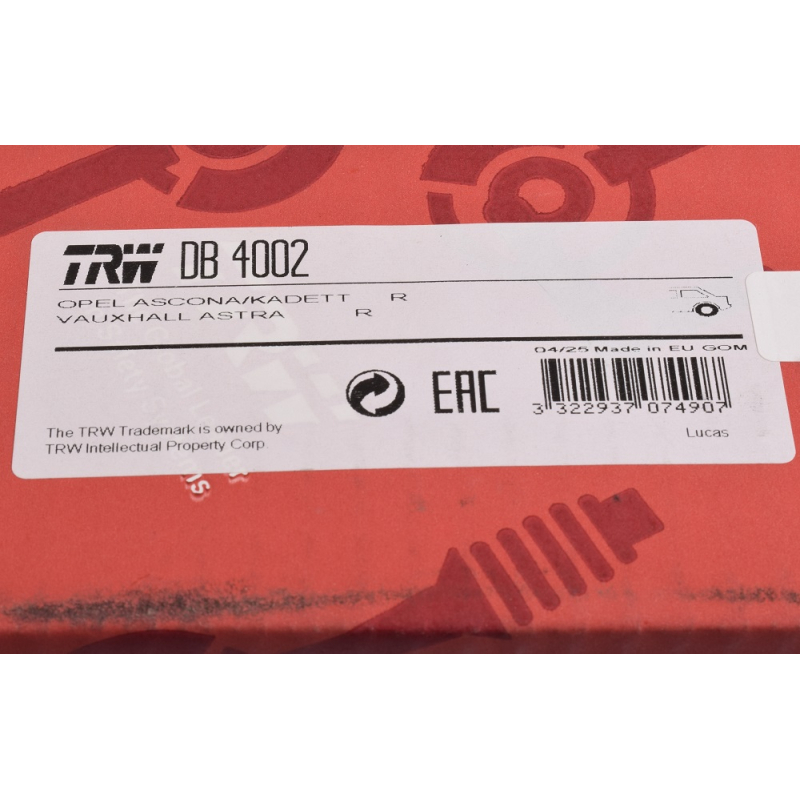 TRW DB 4002
OPEL ASCONA/KADETT R
VAUXHALL ASTRA R
04/25 Made in EU GOM
EAC
3 322937 074907
The TRW Trademark is owned by
TRW Intellectual Property Corp.
Lucas